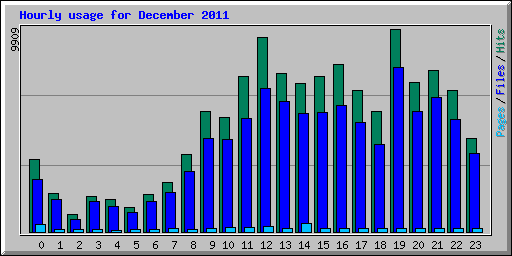 Hourly usage for December 2011
9909
Pages/Files/Hits
0 1 2 3 4 5 6 7 8 9 10 11 12 13 14 15 16 17 18 19 20 21 22 23